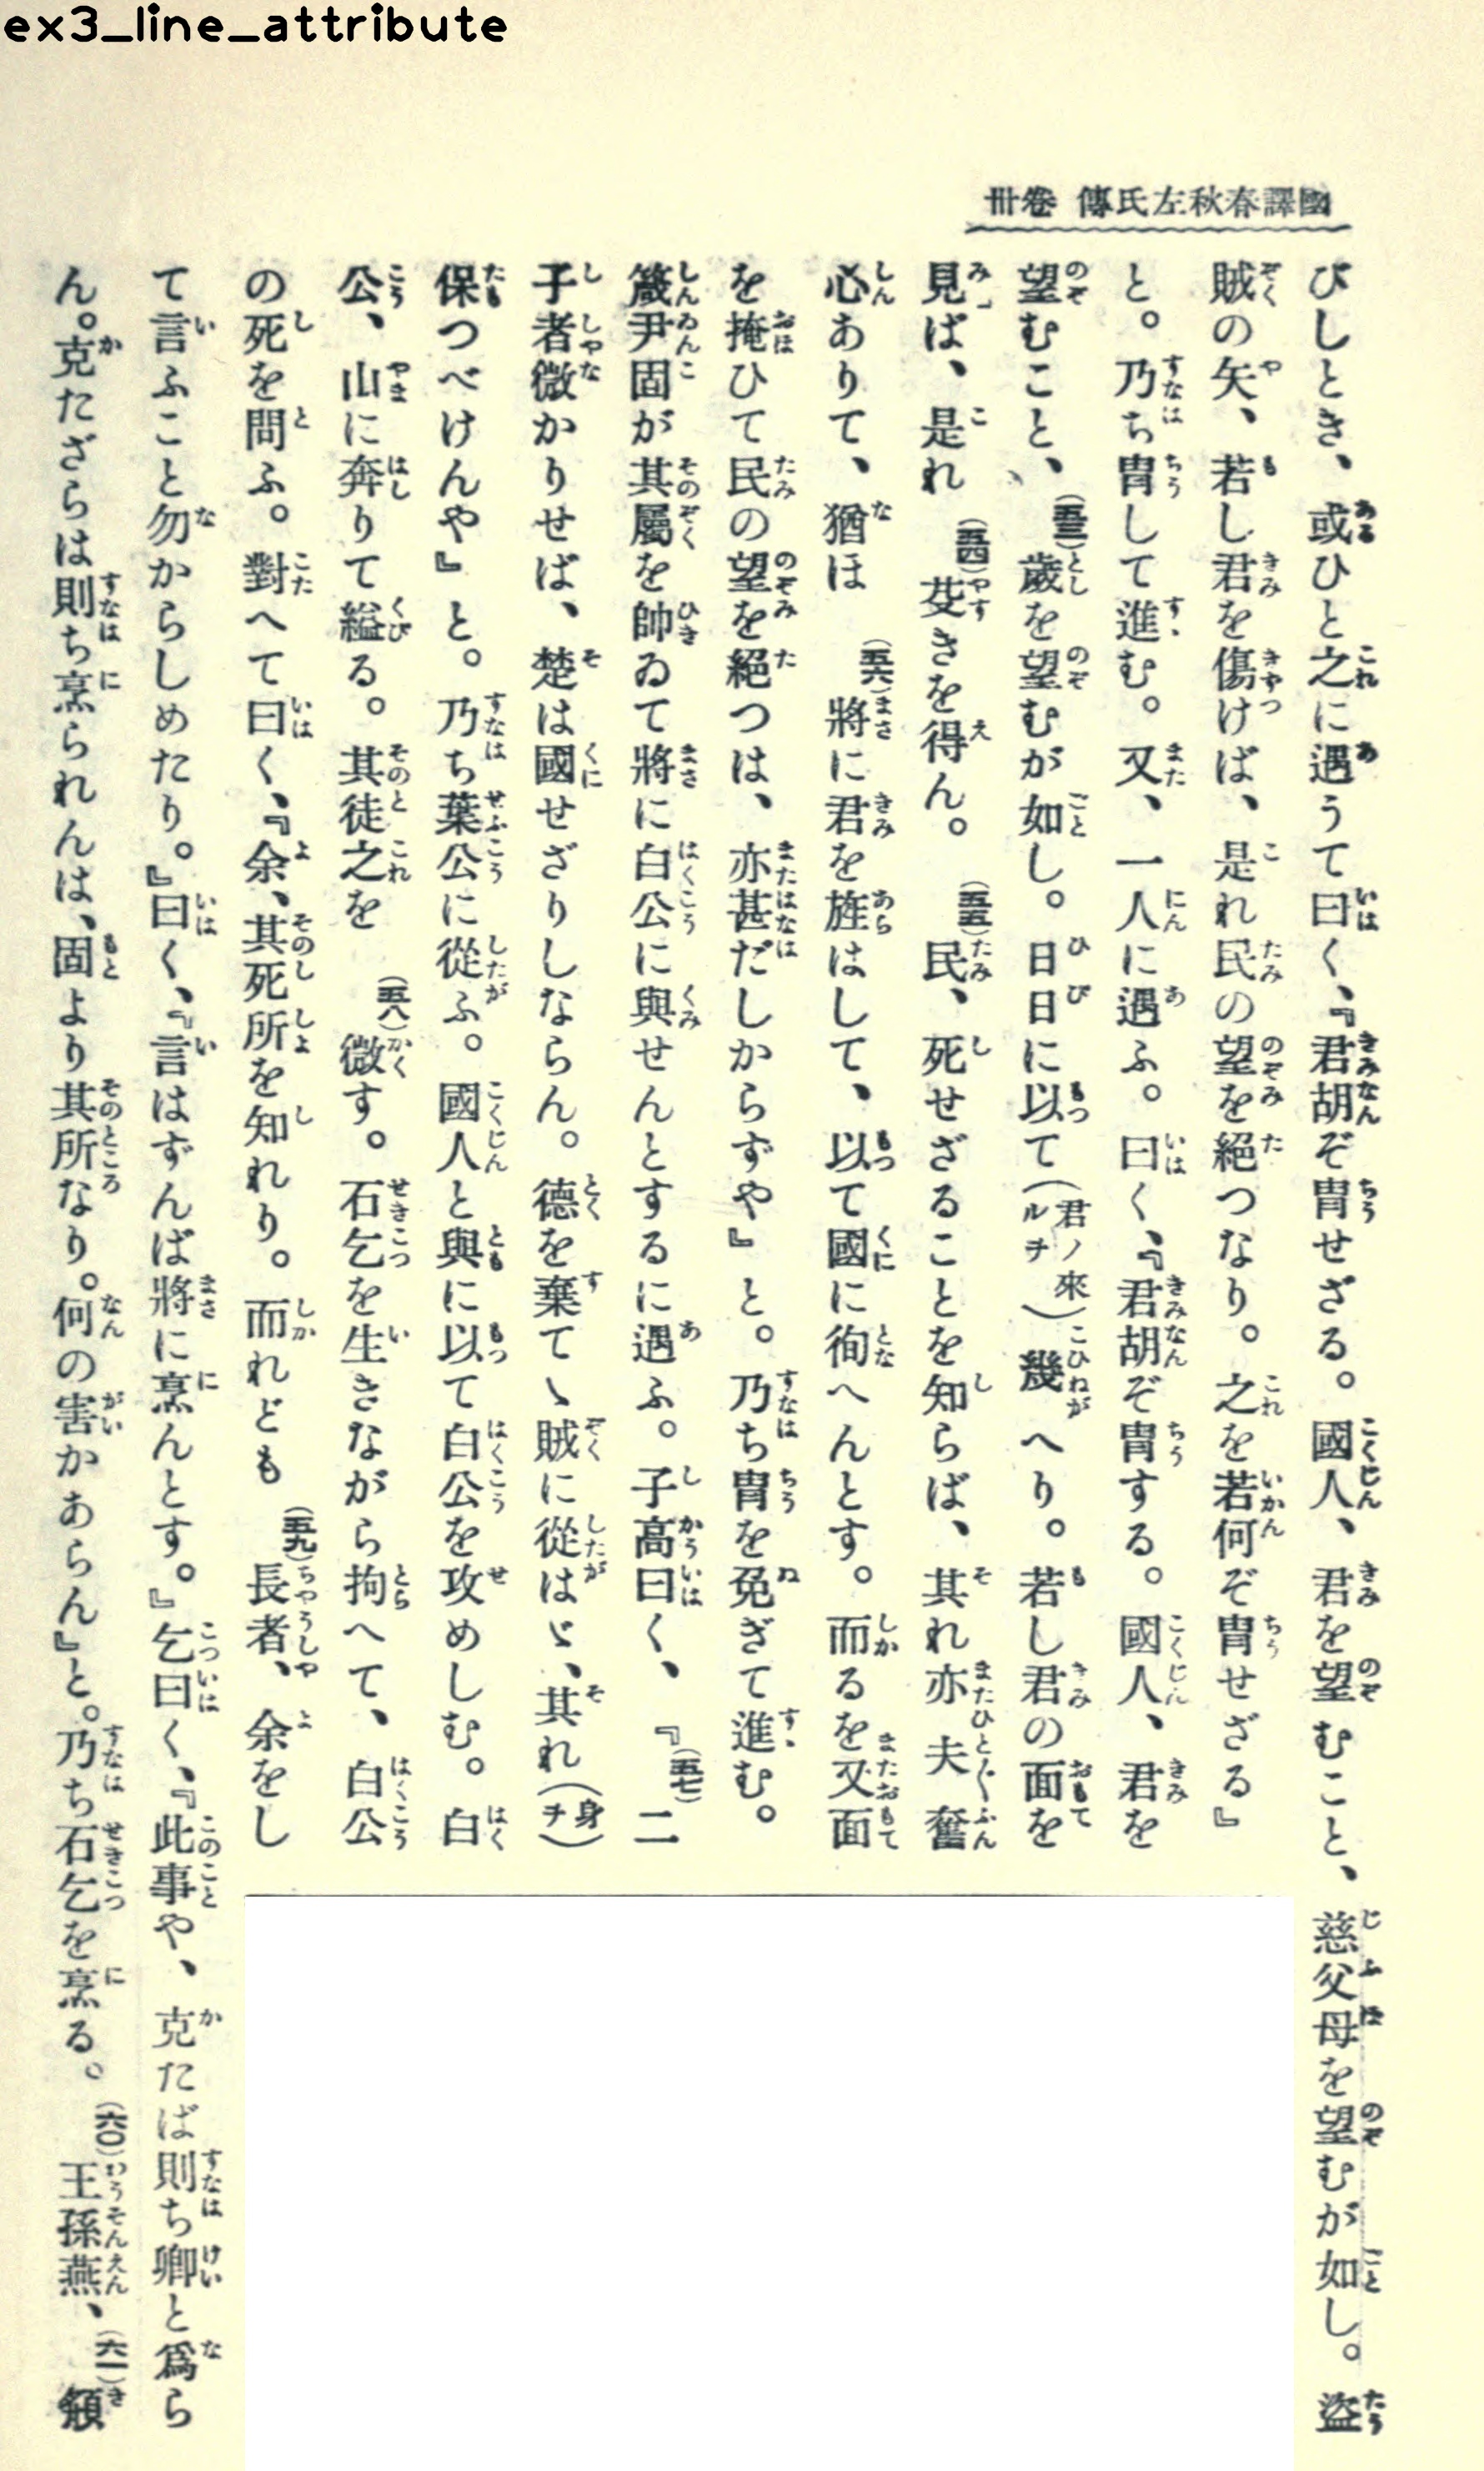 ex3_line_attribute
國譯春秋左氏傳 卷卅
びしとき、或ひと之に遇うて曰く、『君胡ぞ冑せざる。國人、君を望むこと、慈父母を望むが如し。盜
賊の矢、若し君を傷けば、是れ民の望を絕つなり。之を若何ぞ冑せざる』
と。乃ち冑して進む。又、一人に遇ふ。曰く、『君胡ぞ冑する。國人、君を
望むこと、(五三)歲を望むが如し。日日に以て(君ノ來ルチ)幾へり。若し君の面を
見ば、是れ(五四)艾きを得ん。(五五)民、死せざることを知らば、其れ亦夫奮
心ありて、猶ほ(五六)將に君を旌はして、以て國に徇へんとす。而るを又面
を掩ひて民の望を絕つは、亦甚だしからずや』と。乃ち冑を免ぎて進む。
箴尹固が其屬を帥ゐて將に白公に與せんとするに遇ふ。子高曰く、『(五七)二
子者微かりせば、楚は國せざりしならん。德を棄てゝ賊に從はゞ、其れ(身チ)
保つべけんや』と。乃ち葉公に從ふ。國人と與に以て白公を攻めしむ。白
公、山に奔りて縊る。其徒之を(五八)微す。石乞を生きながら拘へて、白公
の死を問ふ。對へて曰く、『余、其死所を知れり。而れども(五九)長者、余をし
て言ふこと勿からしめたり。』曰く、『言はずんば將に烹んとす。』乞曰く、『此事や、克たば則ち卿と爲ら
ん。克たざらは則ち烹られんは、固より其所なり。何の害かあらん』と。乃ち石乞を烹る。(六〇)王孫燕、(六一)頯